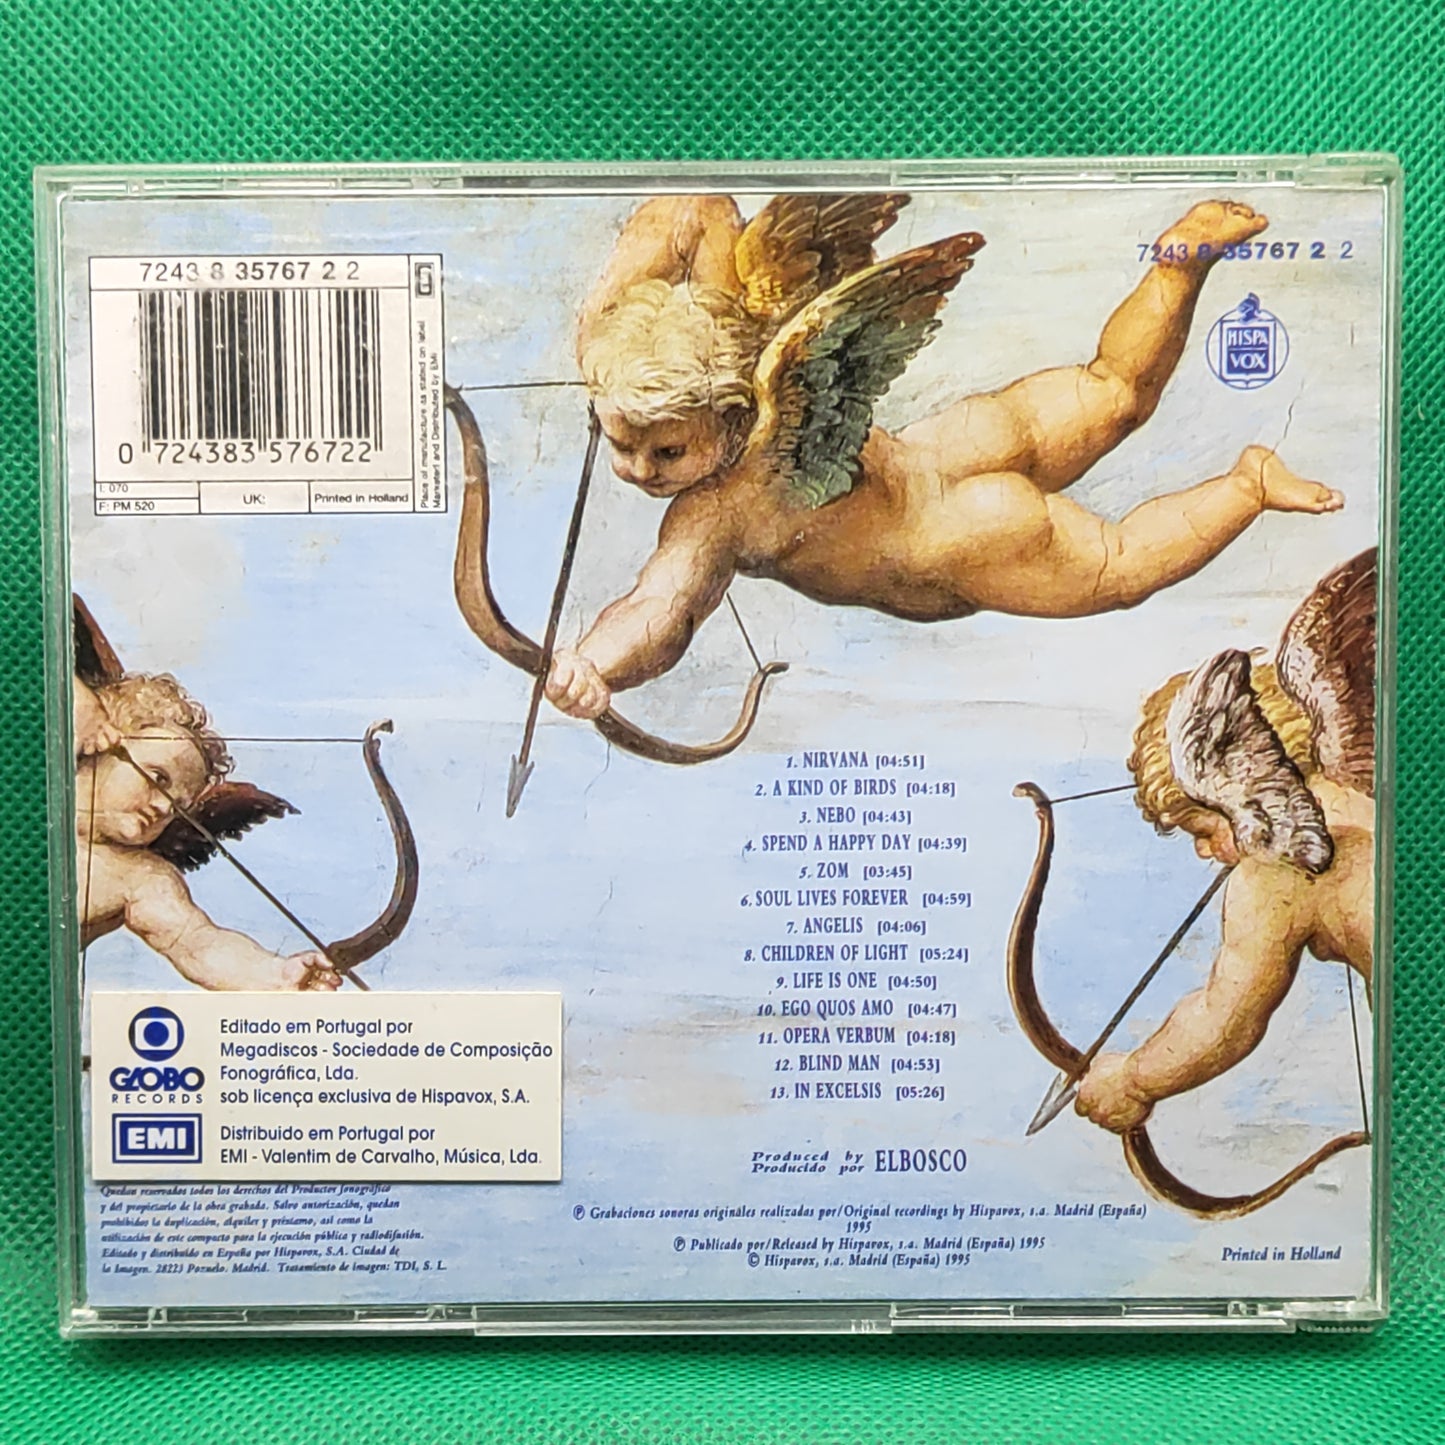 7243 8 35767 2 2
0 724383 576722
I: 070
F: PM 520
UK:
Printed in Holland
Place of manufacture as stated on label
Marketed and Distributed by EMI
7243 8 35767 2 2
HISPA
VOX
1. NIRVANA [04:51]
2. A KIND OF BIRDS [04:18]
3. NEBO [04:43]
4. SPEND A HAPPY DAY [04:39]
5. ZOM [03:45]
6. SOUL LIVES FOREVER [04:59]
7. ANGELIS [04:06]
8. CHILDREN OF LIGHT [05:24]
9. LIFE IS ONE [04:50]
10. EGO QUOS AMO [04:47]
11. OPERA VERBUM [04:18]
12. BLIND MAN [04:53]
13. IN EXCELSIS [05:26]
Produced by
Producido por ELBOSCO
GLOBO
RECORDS
Editado em Portugal por
Megadiscos - Sociedade de Composição
Fonográfica, Lda.
sob licença exclusiva de Hispavox, S.A.
EMI
Distribuido em Portugal por
EMI - Valentim de Carvalho, Música, Lda.
Quedan reservados todos los derechos del Productor fonográfico
y del propietario de la obra grabada. Salvo autorización, quedan
prohibidos la duplicación, alquiler y préstamo, así como la
utilización de este compacto para la ejecución pública y radiodifusión.
Editado y distribuido en España por Hispavox, S.A. Ciudad de
la Imagen. 28223 Pozuelo. Madrid. Tratamiento de imagen: TDI, S. L.
℗ Grabaciones sonoras originales realizadas por/Original recordings by Hispavox, s.a. Madrid (España)
1995
℗ Publicado por/Released by Hispavox, s.a. Madrid (España) 1995
© Hispavox, s.a. Madrid (España) 1995
Printed in Holland